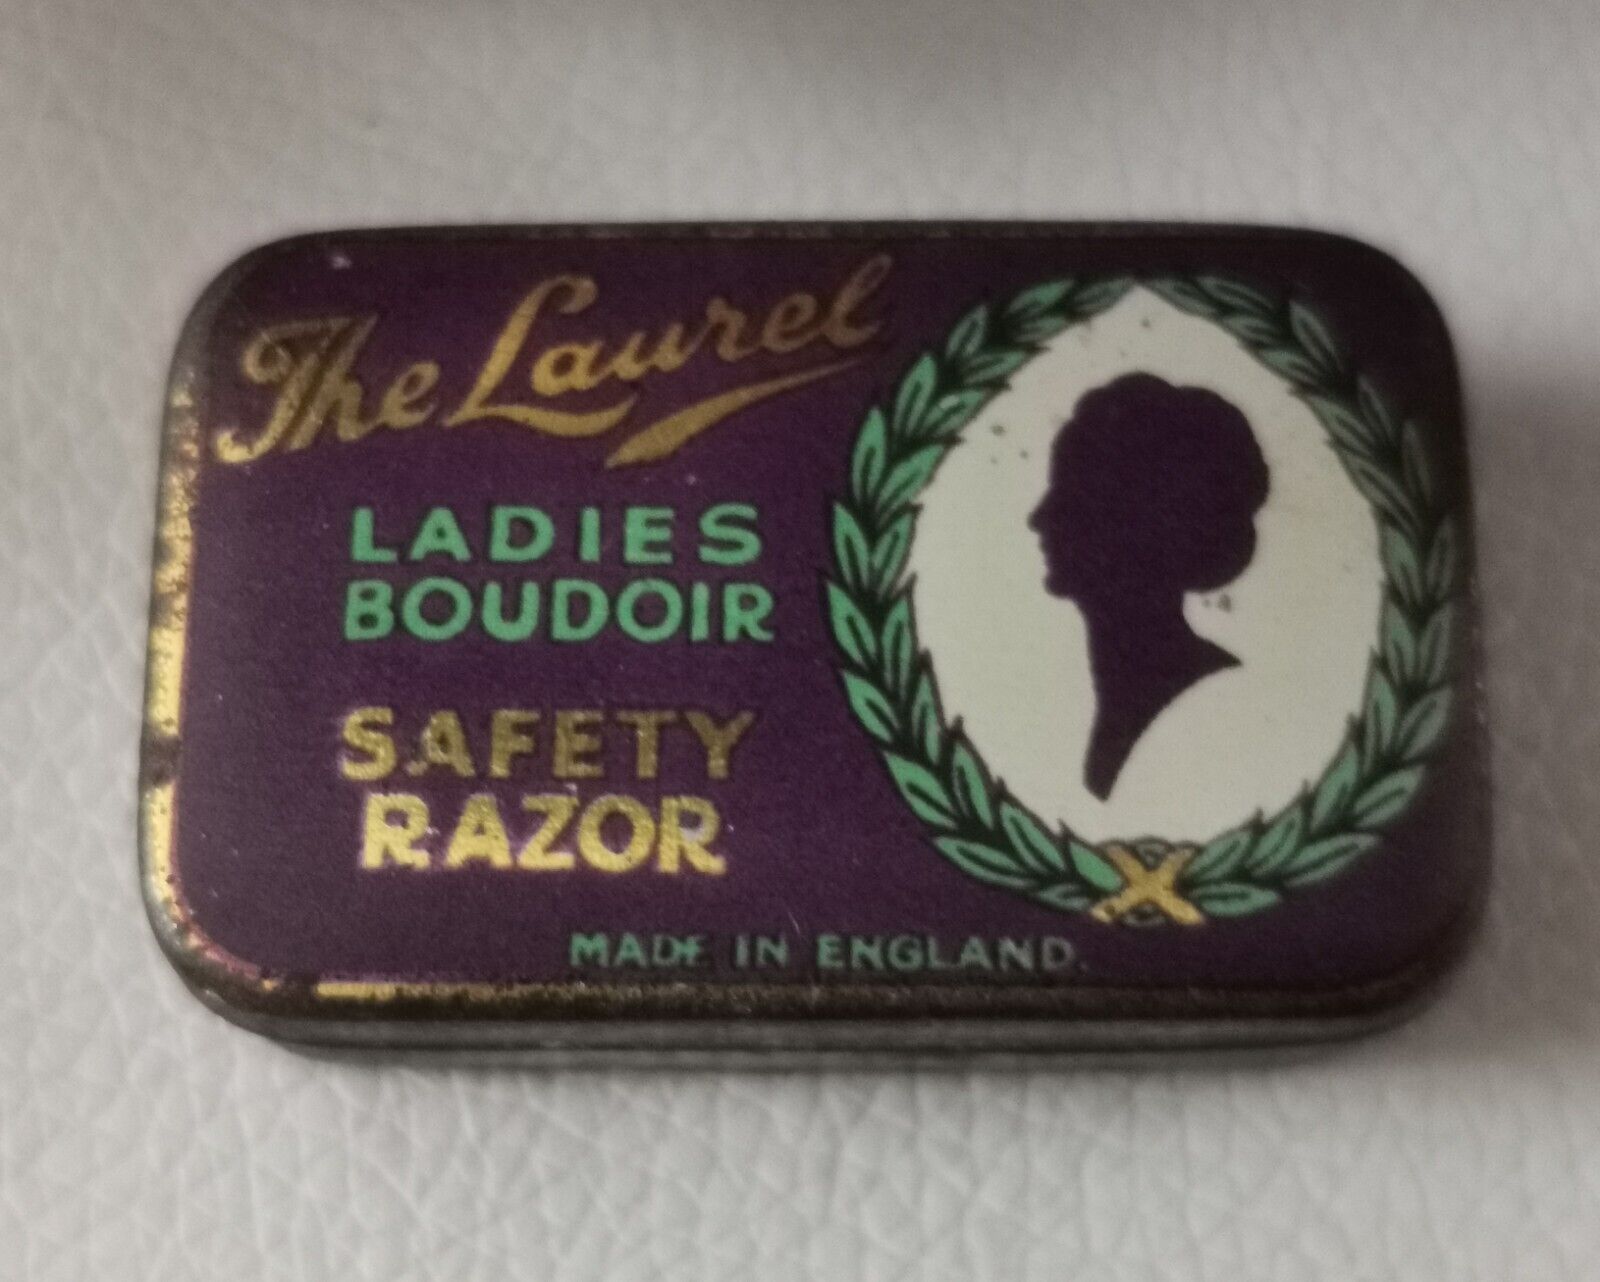 The Laurel
LADIES
BOUDOIR
SAFETY
RAZOR
MADE IN ENGLAND.